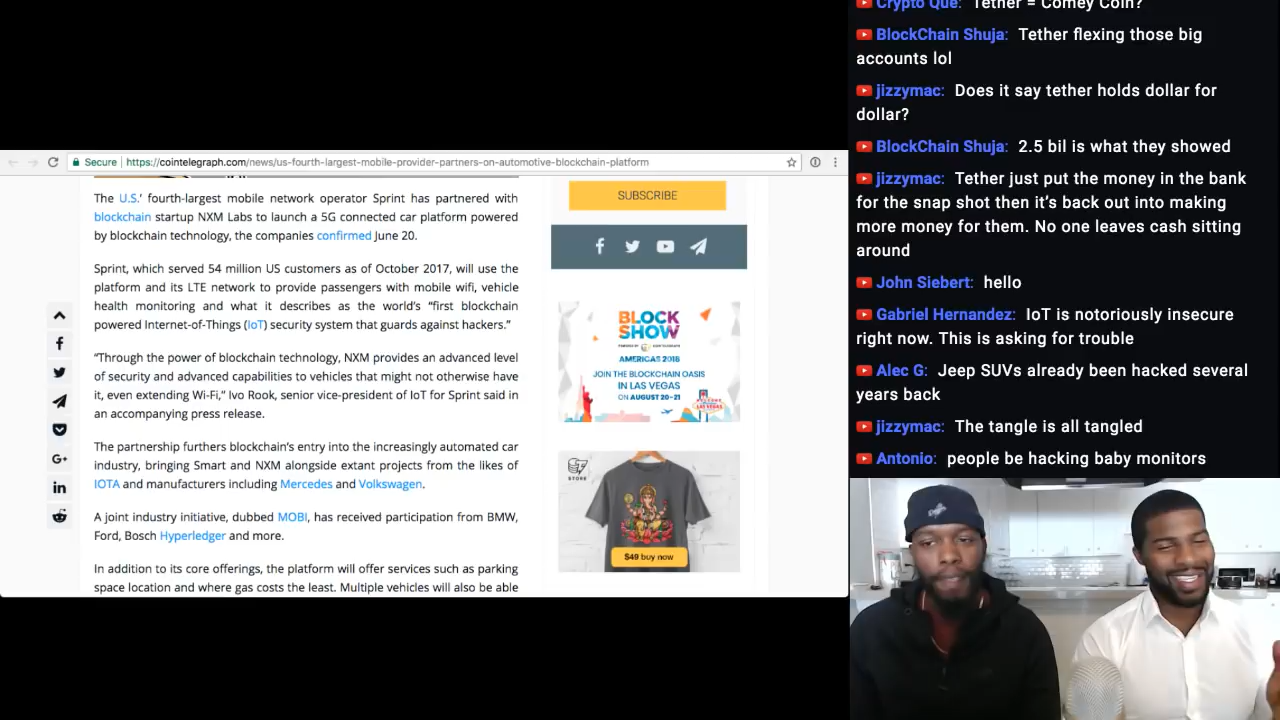 Secure
https://cointelegraph.com/news/us-fourth-largest-mobile-provider-partners-on-automotive-blockchain-platform
The U.S.' fourth-largest mobile network operator Sprint has partnered with
blockchain startup NXM Labs to launch a 5G connected car platform powered
by blockchain technology, the companies confirmed June 20.
Sprint, which served 54 million US customers as of October 2017, will use the
platform and its LTE network to provide passengers with mobile wifi, vehicle
health monitoring and what it describes as the world's “first blockchain
powered Internet-of-Things (IoT) security system that guards against hackers.”
“Through the power of blockchain technology, NXM provides an advanced level
of security and advanced capabilities to vehicles that might not otherwise have
it, even extending Wi-Fi,” Ivo Rook, senior vice-president of IoT for Sprint said in
an accompanying press release.
The partnership furthers blockchain's entry into the increasingly automated car
industry, bringing Smart and NXM alongside extant projects from the likes of
IOTA and manufacturers including Mercedes and Volkswagen.
A joint industry initiative, dubbed MOBI, has received participation from BMW,
Ford, Bosch Hyperledger and more.
In addition to its core offerings, the platform will offer services such as parking
space location and where gas costs the least. Multiple vehicles will also be able
SUBSCRIBE
BLOCK
SHOW
AMERICAS 2018
JOIN THE BLOCKCHAIN OASIS
IN LAS VEGAS
ON AUGUST 20-21
STORE
$49 buy now
Crypto Que: Tether = Comey Coin?
BlockChain Shuja: Tether flexing those big
accounts lol
jizzymac: Does it say tether holds dollar for
dollar?
BlockChain Shuja: 2.5 bil is what they showed
jizzymac: Tether just put the money in the bank
for the snap shot then it's back out into making
more money for them. No one leaves cash sitting
around
John Siebert: hello
Gabriel Hernandez: IoT is notoriously insecure
right now. This is asking for trouble
Alec G: Jeep SUVs already been hacked several
years back
jizzymac: The tangle is all tangled
Antonio: people be hacking baby monitors